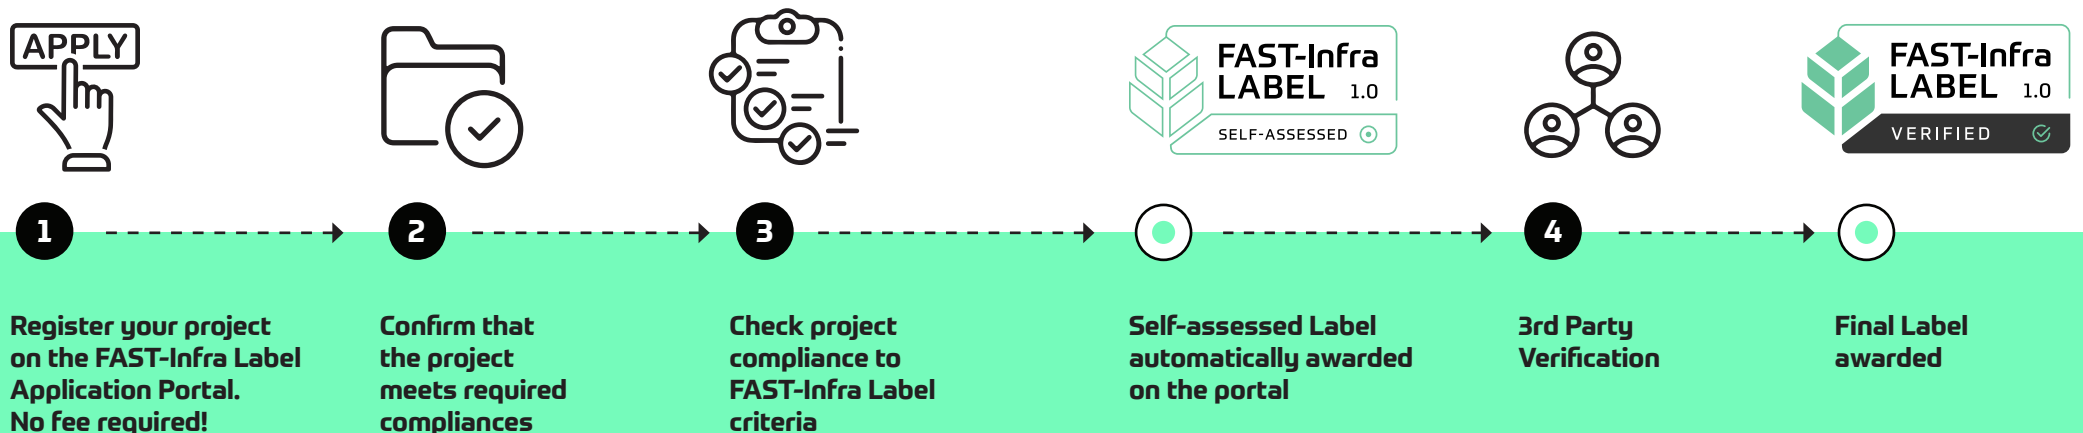 APPLY
FAST-Infra
LABEL 1.0
SELF-ASSESSED
FAST-Infra
LABEL 1.0
VERIFIED
1
2
3
4
Register your project
on the FAST-Infra Label
Application Portal.
No fee required!
Confirm that
the project
meets required
compliances
Check project
compliance to
FAST-Infra Label
criteria
Self-assessed Label
automatically awarded
on the portal
3rd Party
Verification
Final Label
awarded